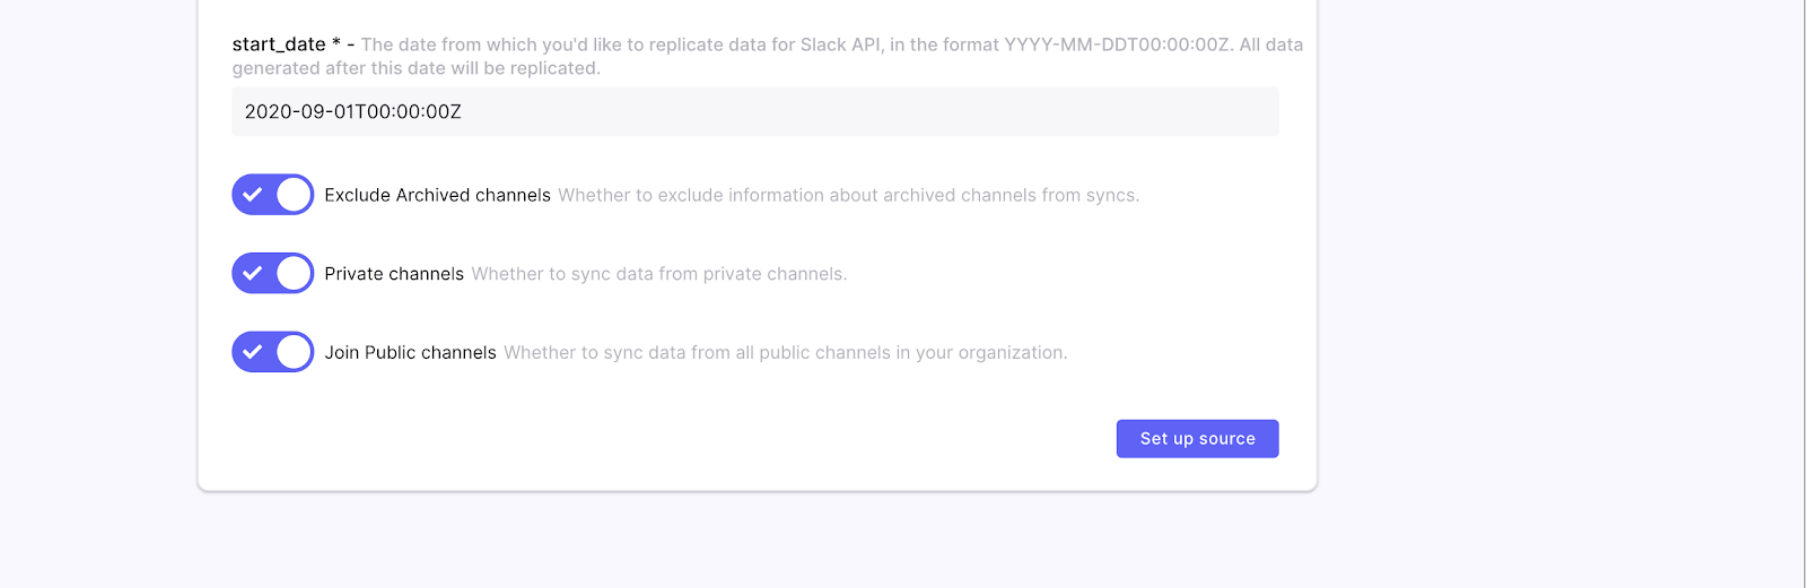 start_date * - The date from which you'd like to replicate data for Slack API, in the format YYYY-MM-DDT00:00:00Z. All data
generated after this date will be replicated.
2020-09-01T00:00:00Z
Exclude Archived channels Whether to exclude information about archived channels from syncs.
Private channels Whether to sync data from private channels.
Join Public channels Whether to sync data from all public channels in your organization.
Set up source